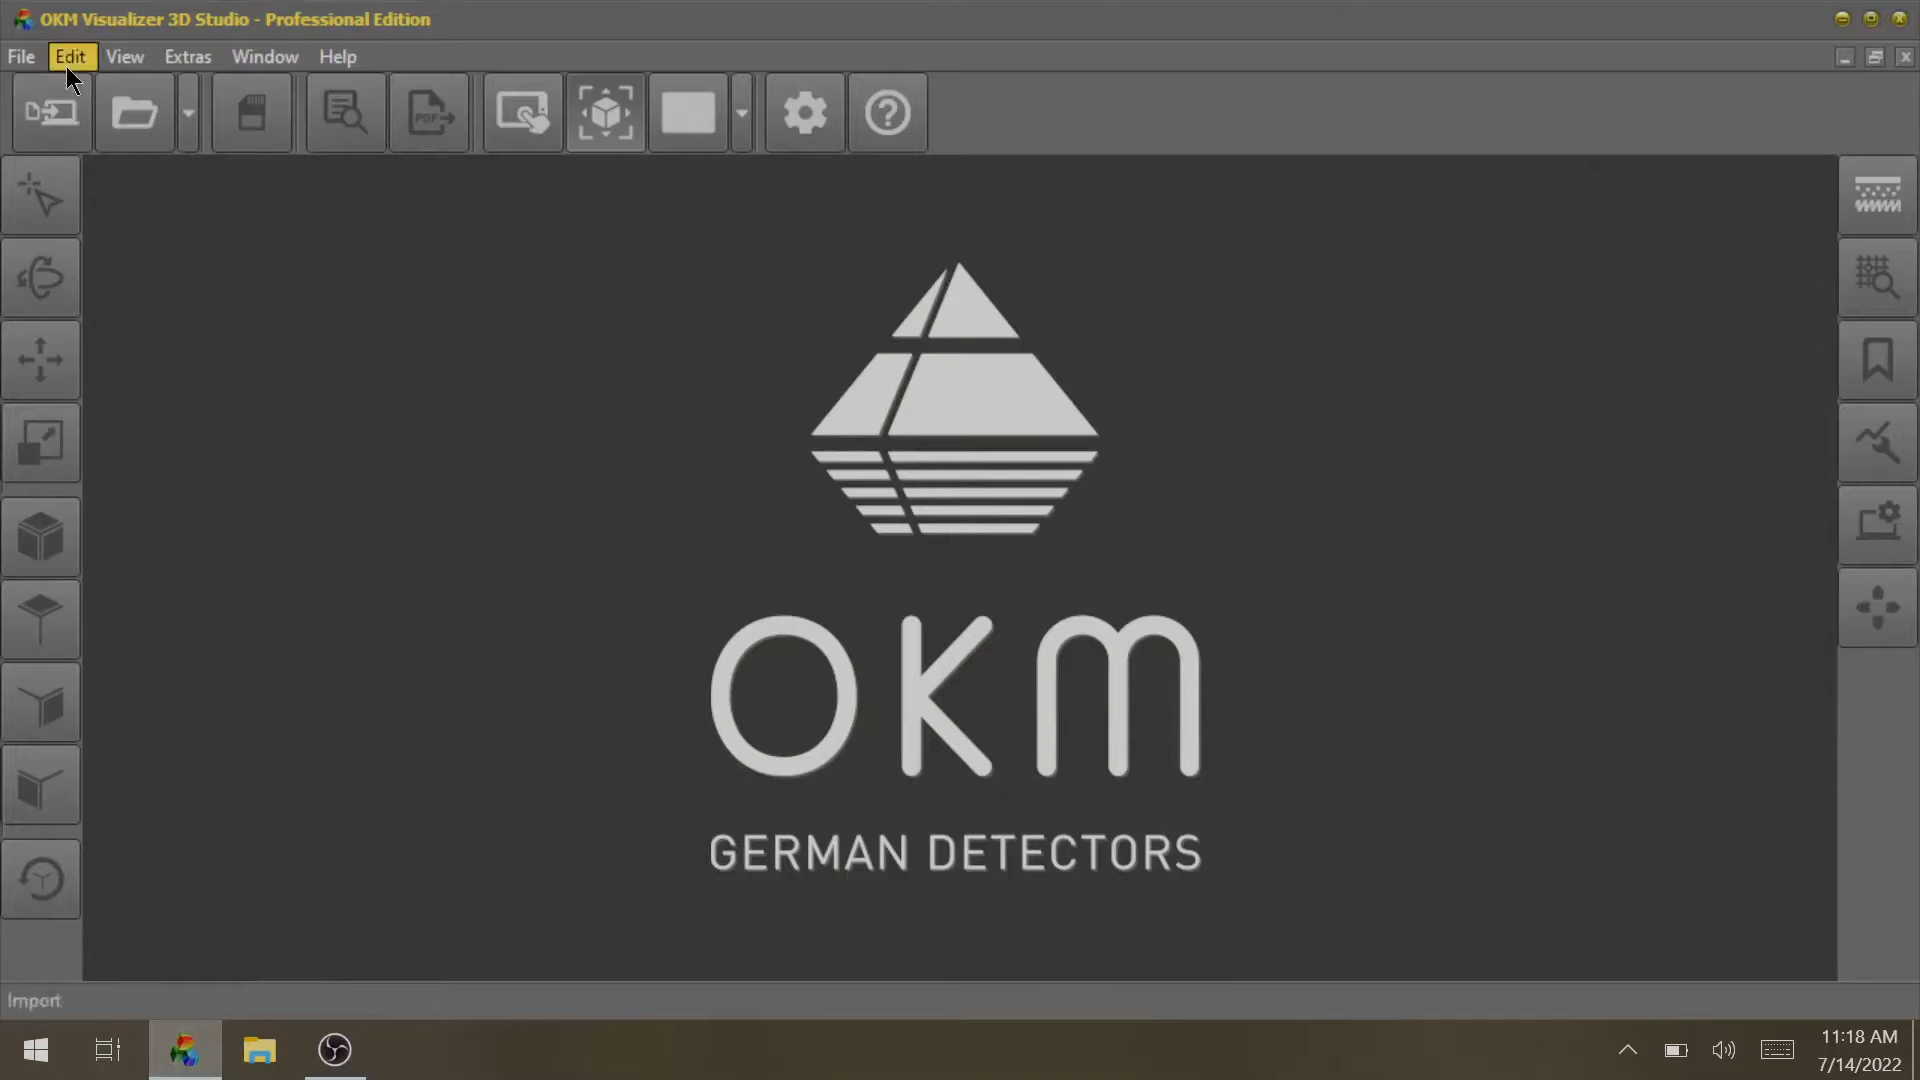 OKM Visualizer 3D Studio - Professional Edition
File Edit View Extras Window Help
PDF
OKM
GERMAN DETECTORS
Import
11:18 AM
7/14/2022